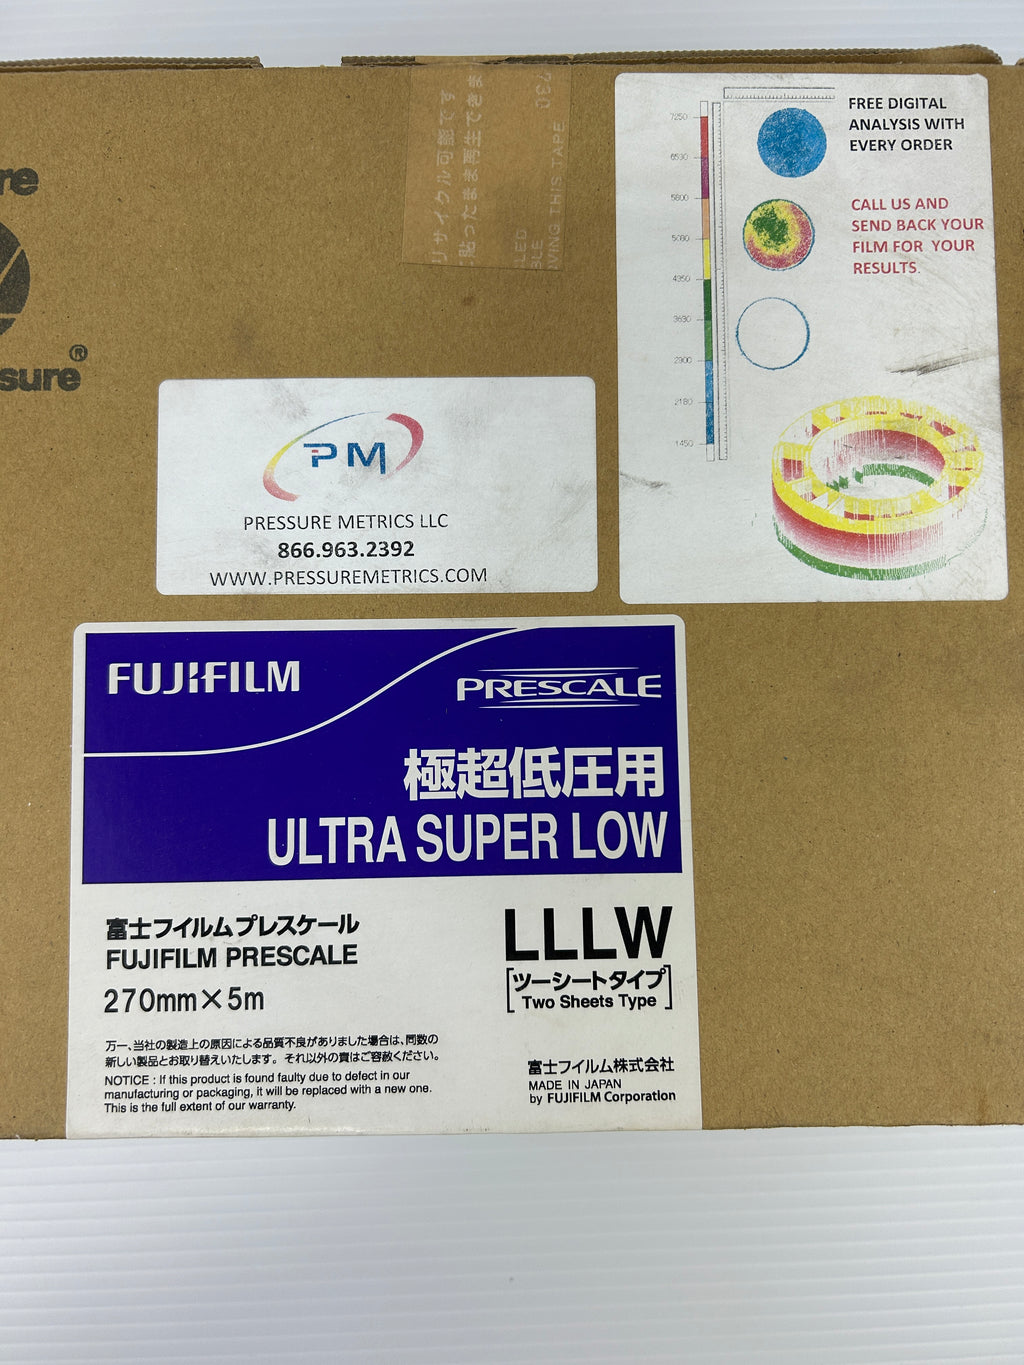 re
®
sure
リサイクル可能です
貼ったまま再生できま
LED
BLE
VING THIS TAPE
FREE DIGITAL
ANALYSIS WITH
EVERY ORDER
CALL US AND
SEND BACK YOUR
FILM FOR YOUR
RESULTS.
7250
6530
5800
5080
4350
3630
2900
2180
1450
PM
PRESSURE METRICS LLC
866.963.2392
WWW.PRESSUREMETRICS.COM
FUJIFILM
PRESCALE
極超低圧用
ULTRA SUPER LOW
富士フイルムプレスケール
FUJIFILM PRESCALE
270mm×5m
LLLW
[ツーシートタイプ
Two Sheets Type]
万一、当社の製造上の原因による品質不良がありました場合は、同数の
新しい製品とお取り替えいたします。それ以外の責はご容赦ください。
NOTICE : If this product is found faulty due to defect in our
manufacturing or packaging, it will be replaced with a new one.
This is the full extent of our warranty.
富士フイルム株式会社
MADE IN JAPAN
by FUJIFILM Corporation